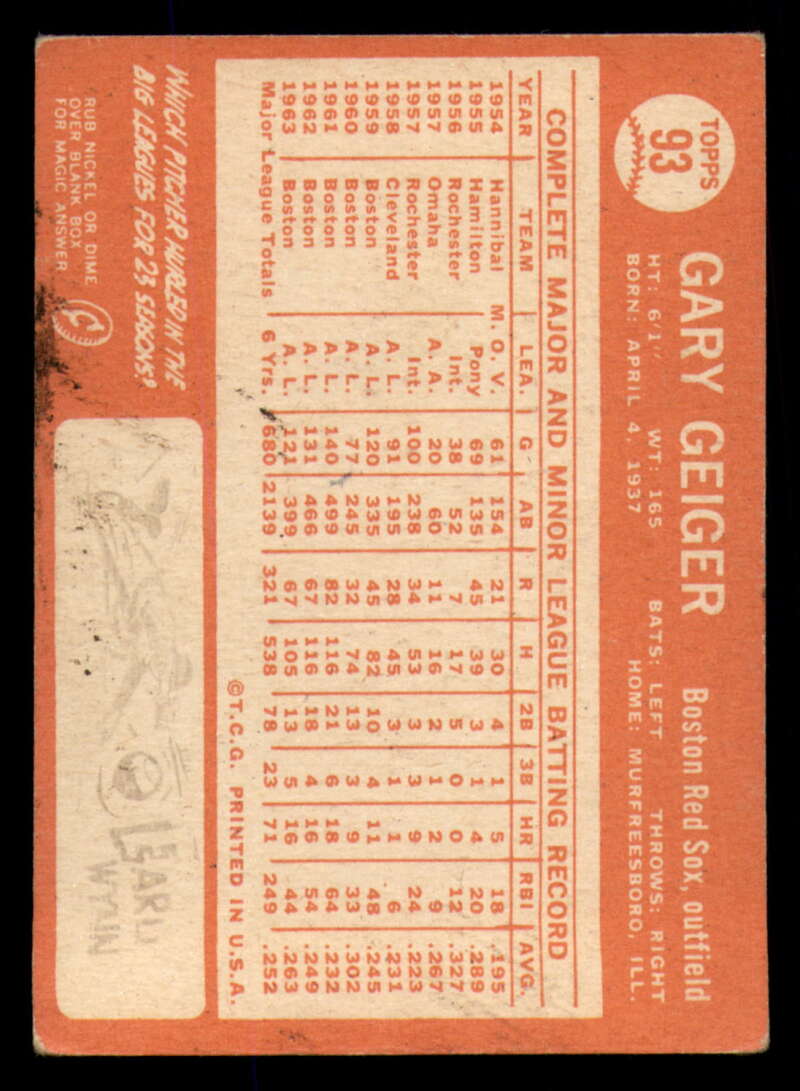 TOPPS
93
GARY GEIGER Boston Red Sox, outfield
HT: 6'1" WT: 165 BATS: LEFT THROWS: RIGHT
BORN: APRIL 4, 1937 HOME: MURFREESBORO, ILL.
COMPLETE MAJOR AND MINOR LEAGUE BATTING RECORD
YEAR TEAM LEA. G AB R H 2B 3B HR RBI AVG.
1954 Hannibal M. O. V. 61 154 21 30 4 1 5 18 .195
1955 Hamilton Pony 69 135 45 39 3 1 4 20 .289
1956 Rochester Int. 38 52 7 17 5 0 0 12 .327
1957 Omaha A. A. 20 60 11 16 2 1 2 9 .267
1957 Rochester Int. 100 238 34 53 3 3 9 24 .223
1958 Cleveland A. L. 91 195 28 45 3 1 1 6 .231
1959 Boston A. L. 120 335 45 82 10 4 11 48 .245
1960 Boston A. L. 77 245 32 74 13 3 9 33 .302
1961 Boston A. L. 140 499 82 116 21 6 18 64 .232
1962 Boston A. L. 131 466 67 116 18 4 16 54 .249
1963 Boston A. L. 121 399 67 105 13 5 16 44 .263
Major League Totals 6 Yrs. 680 2139 321 538 78 23 71 249 .252
©T.C.G. PRINTED IN U.S.A.
WHICH PITCHER HURLED IN THE
BIG LEAGUES FOR 23 SEASONS?
RUB NICKEL OR DIME
OVER BLANK BOX
FOR MAGIC ANSWER
EARLY
WYNN